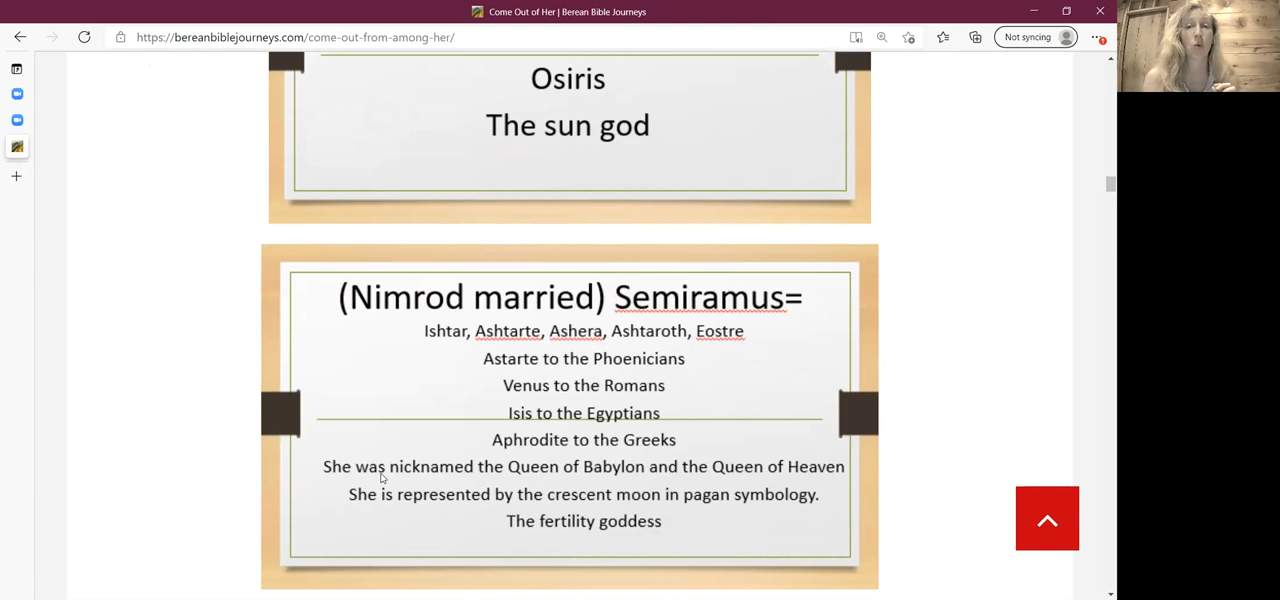 Come Out of Her | Berean Bible Journeys
https://bereanbiblejourneys.com/come-out-from-among-her/
Not syncing
Osiris
The sun god
(Nimrod married) Semiramus=
Ishtar, Ashtarte, Ashera, Ashtaroth, Eostre
Astarte to the Phoenicians
Venus to the Romans
Isis to the Egyptians
Aphrodite to the Greeks
She was nicknamed the Queen of Babylon and the Queen of Heaven
She is represented by the crescent moon in pagan symbology.
The fertility goddess